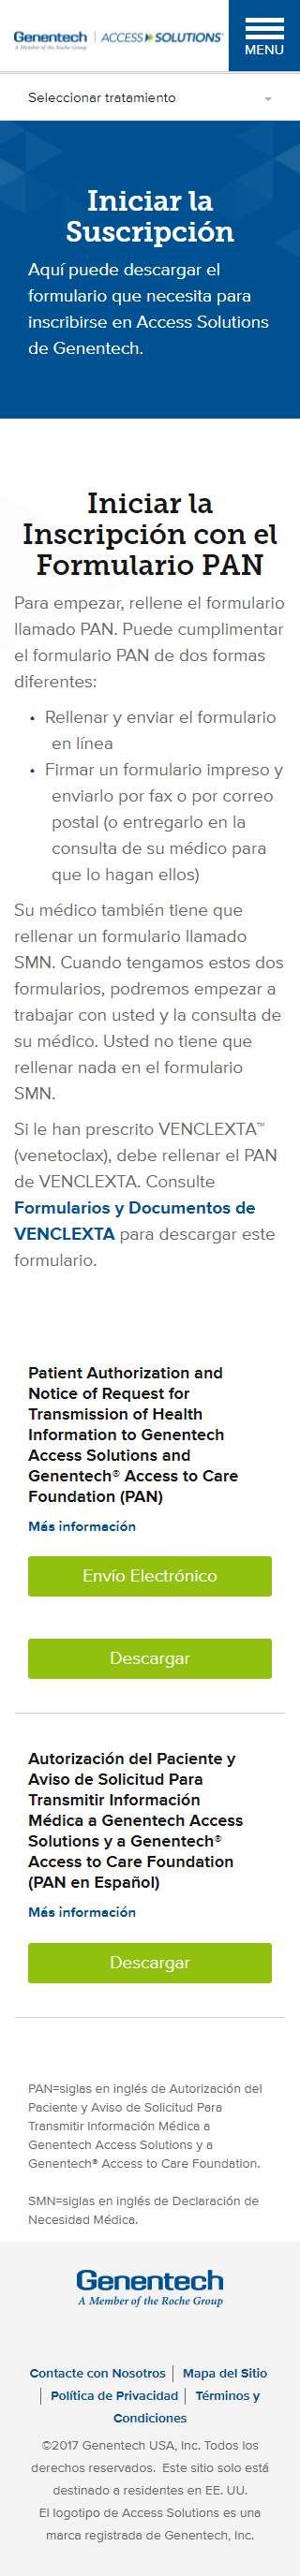 Genentech
A Member of the Roche Group
ACCESS SOLUTIONS®
MENU
Seleccionar tratamiento
Iniciar la
Suscripción
Aquí puede descargar el
formulario que necesita para
inscribirse en Access Solutions
de Genentech.
Iniciar la
Inscripción con el
Formulario PAN
Para empezar, rellene el formulario
llamado PAN. Puede cumplimentar
el formulario PAN de dos formas
diferentes:
• Rellenar y enviar el formulario
en línea
• Firmar un formulario impreso y
enviarlo por fax o por correo
postal (o entregarlo en la
consulta de su médico para
que lo hagan ellos)
Su médico también tiene que
rellenar un formulario llamado
SMN. Cuando tengamos estos dos
formularios, podremos empezar a
trabajar con usted y la consulta de
su médico. Usted no tiene que
rellenar nada en el formulario
SMN.
Si le han prescrito VENCLEXTA™
(venetoclax), debe rellenar el PAN
de VENCLEXTA. Consulte
Formularios y Documentos de
VENCLEXTA para descargar este
formulario.
Patient Authorization and
Notice of Request for
Transmission of Health
Information to Genentech
Access Solutions and
Genentech® Access to Care
Foundation (PAN)
Más información
Envío Electrónico
Descargar
Autorización del Paciente y
Aviso de Solicitud Para
Transmitir Información
Médica a Genentech Access
Solutions y a Genentech®
Access to Care Foundation
(PAN en Español)
Más información
Descargar
PAN=siglas en inglés de Autorización del
Paciente y Aviso de Solicitud Para
Transmitir Información Médica a
Genentech Access Solutions y a
Genentech® Access to Care Foundation.
SMN=siglas en inglés de Declaración de
Necesidad Médica.
Genentech
A Member of the Roche Group
Contacte con Nosotros | Mapa del Sitio
| Política de Privacidad | Términos y
Condiciones
©2017 Genentech USA, Inc. Todos los
derechos reservados. Este sitio solo está
destinado a residentes en EE. UU.
El logotipo de Access Solutions es una
marca registrada de Genentech, Inc.